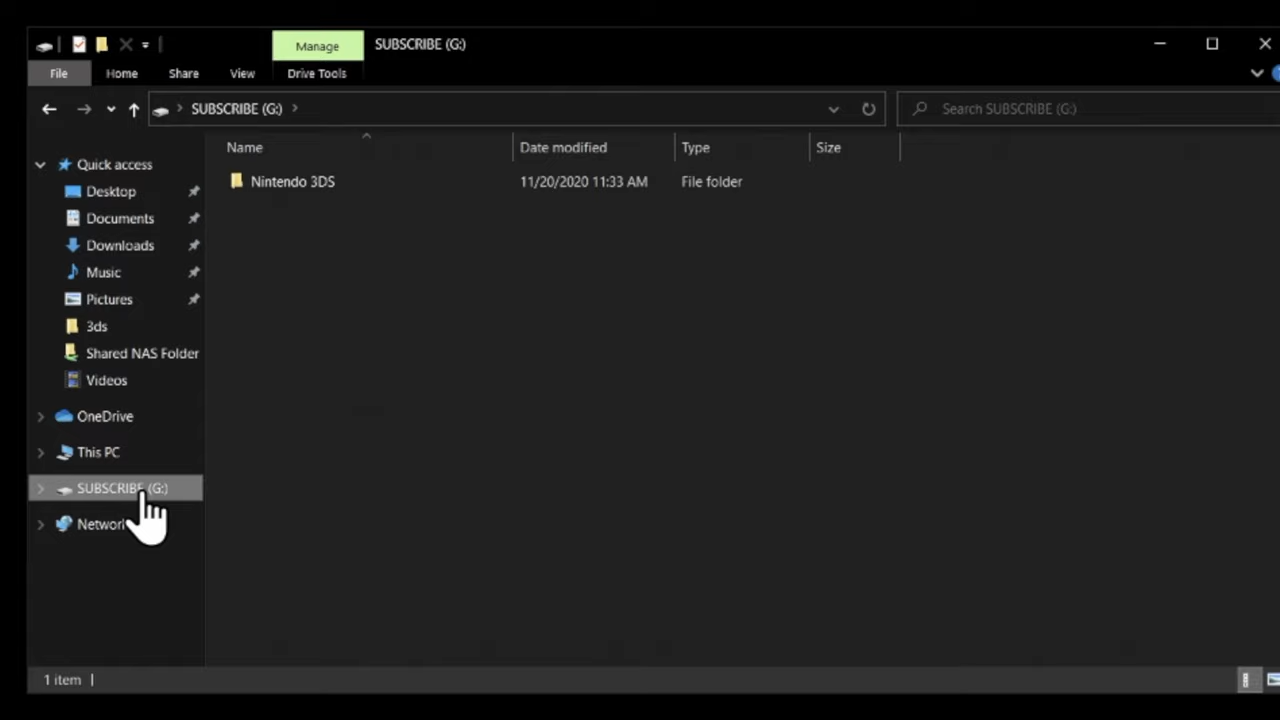 Manage
SUBSCRIBE (G:)
File
Home
Share
View
Drive Tools
SUBSCRIBE (G:)
Search SUBSCRIBE (G:)
Name
Date modified
Type
Size
Nintendo 3DS
11/20/2020 11:33 AM
File folder
Quick access
Desktop
Documents
Downloads
Music
Pictures
3ds
Shared NAS Folder
Videos
OneDrive
This PC
SUBSCRIBE (G:)
Network
1 item